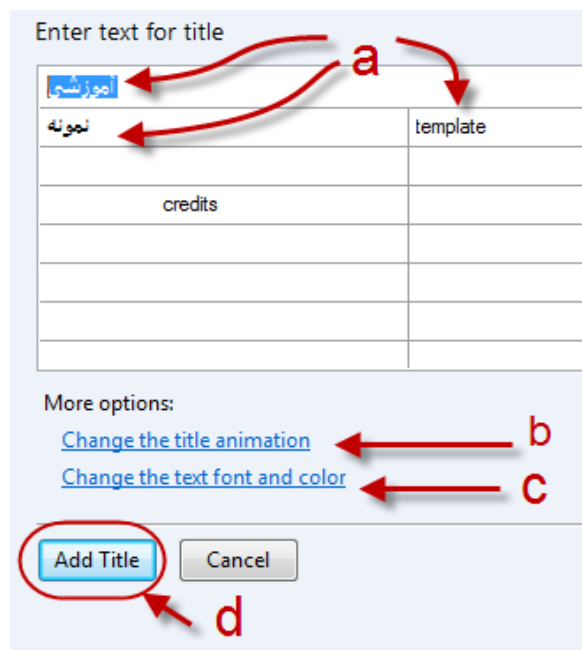 Enter text for title
a
آموزشی
نمونه template
credits
More options:
Change the title animation b
Change the text font and color c
Add Title Cancel
d